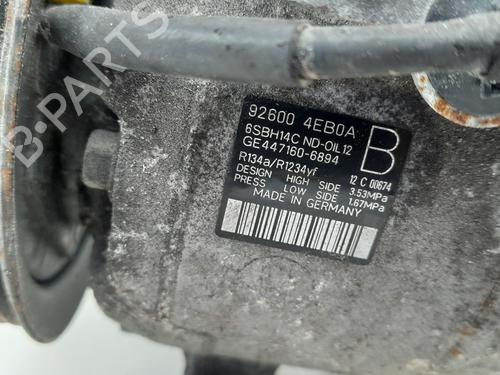 92600 4EB0A
6SBH14C ND-OIL 12
GE447160-6894
B
R134a/R1234yf
12 C 00674
DESIGN HIGH SIDE 3.53MPa
PRESS LOW SIDE 1.67MPa
MADE IN GERMANY
B-PARTS